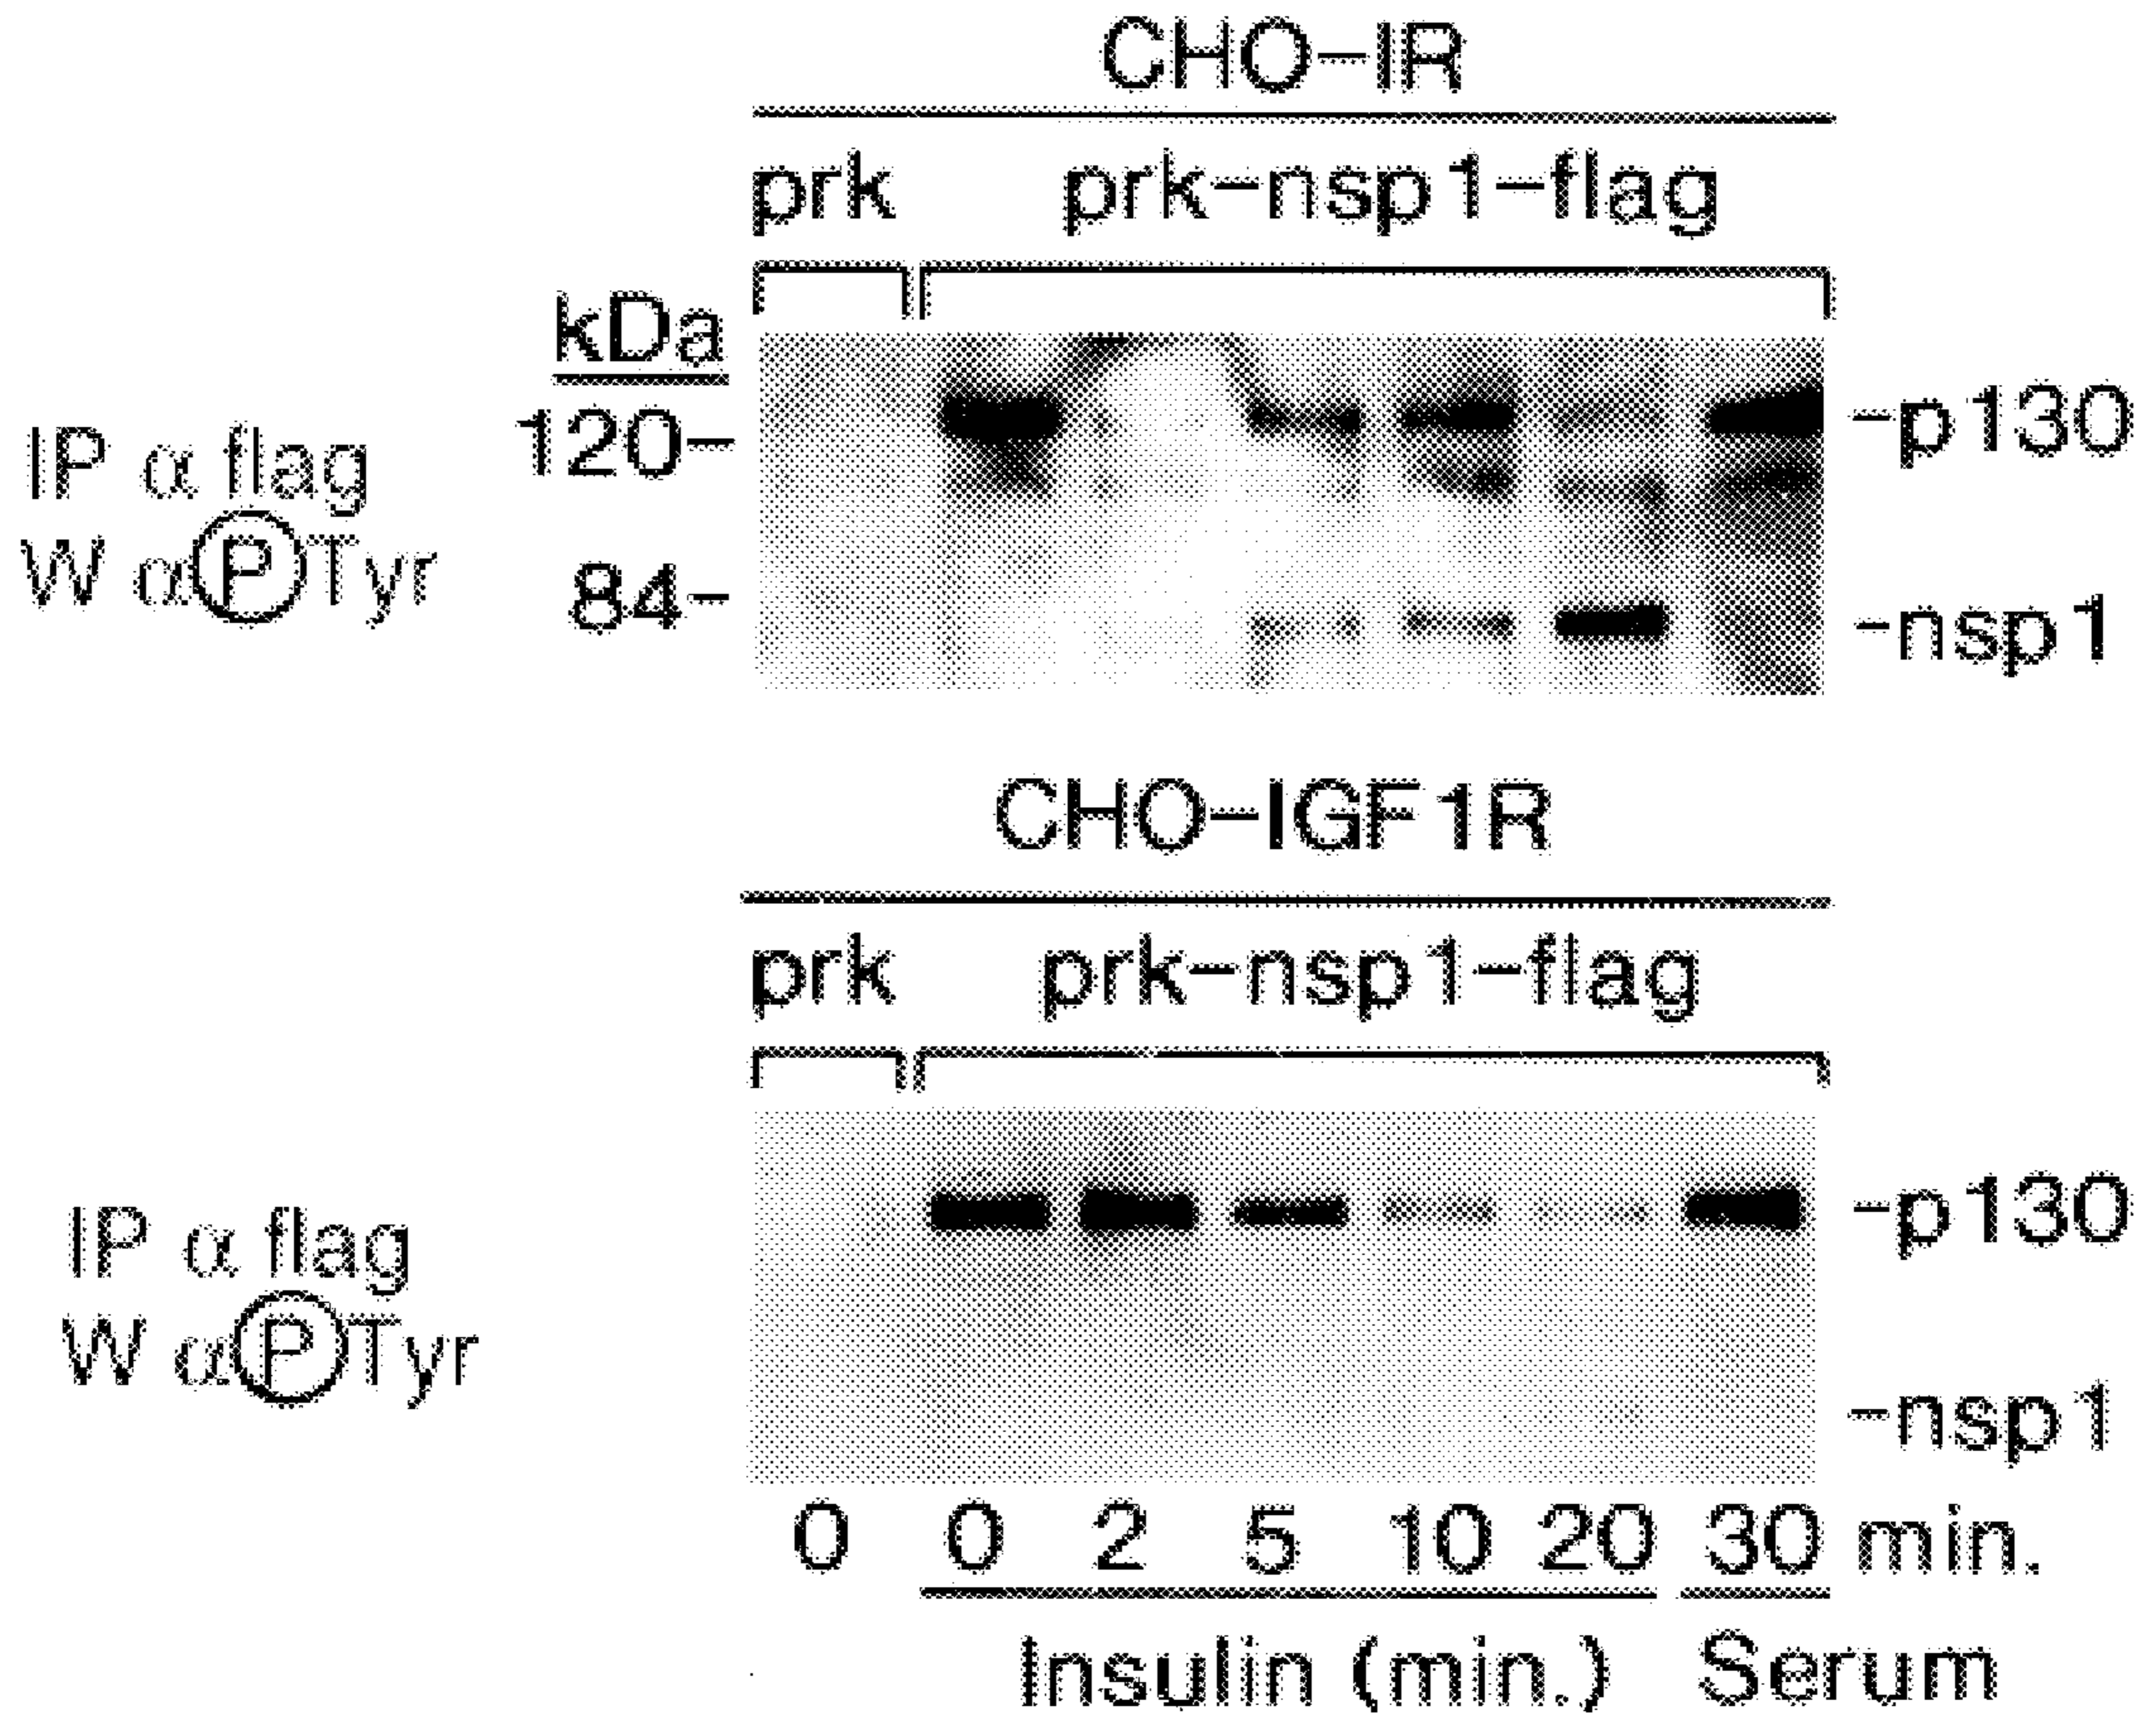 CHO-IR
prk prk-nsp1-flag
kDa
120- -p130
IP α flag
W α P Tyr
84- -nsp1
CHO-IGF1R
prk prk-nsp1-flag
-p130
IP α flag
W α P Tyr
-nsp1
0 0 2 5 10 20 30 min.
Insulin (min.) Serum